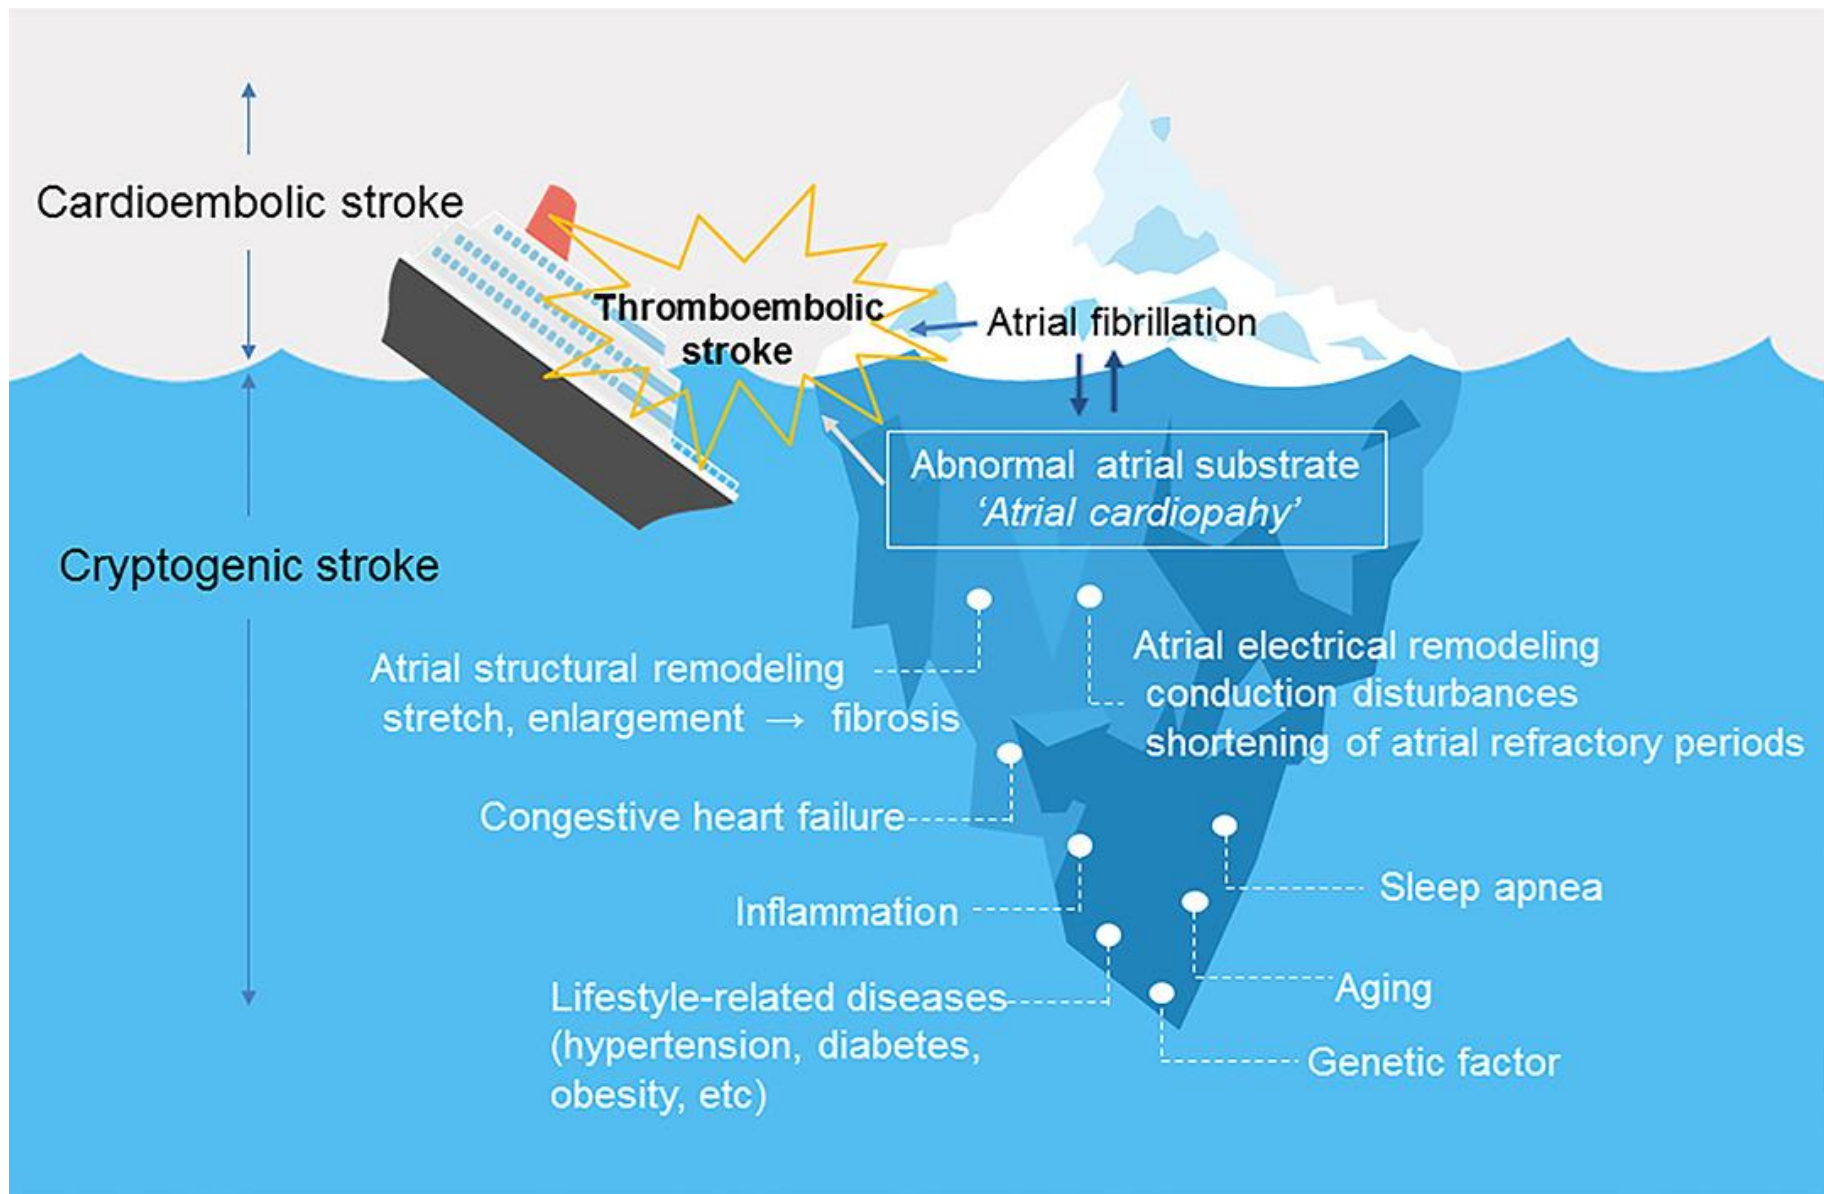 Cardioembolic stroke
Thromboembolic
stroke
Atrial fibrillation
Abnormal atrial substrate
‘Atrial cardiopahy’
Cryptogenic stroke
Atrial structural remodeling
stretch, enlargement → fibrosis
Atrial electrical remodeling
conduction disturbances
shortening of atrial refractory periods
Congestive heart failure
Inflammation
Sleep apnea
Lifestyle-related diseases
(hypertension, diabetes,
obesity, etc)
Aging
Genetic factor